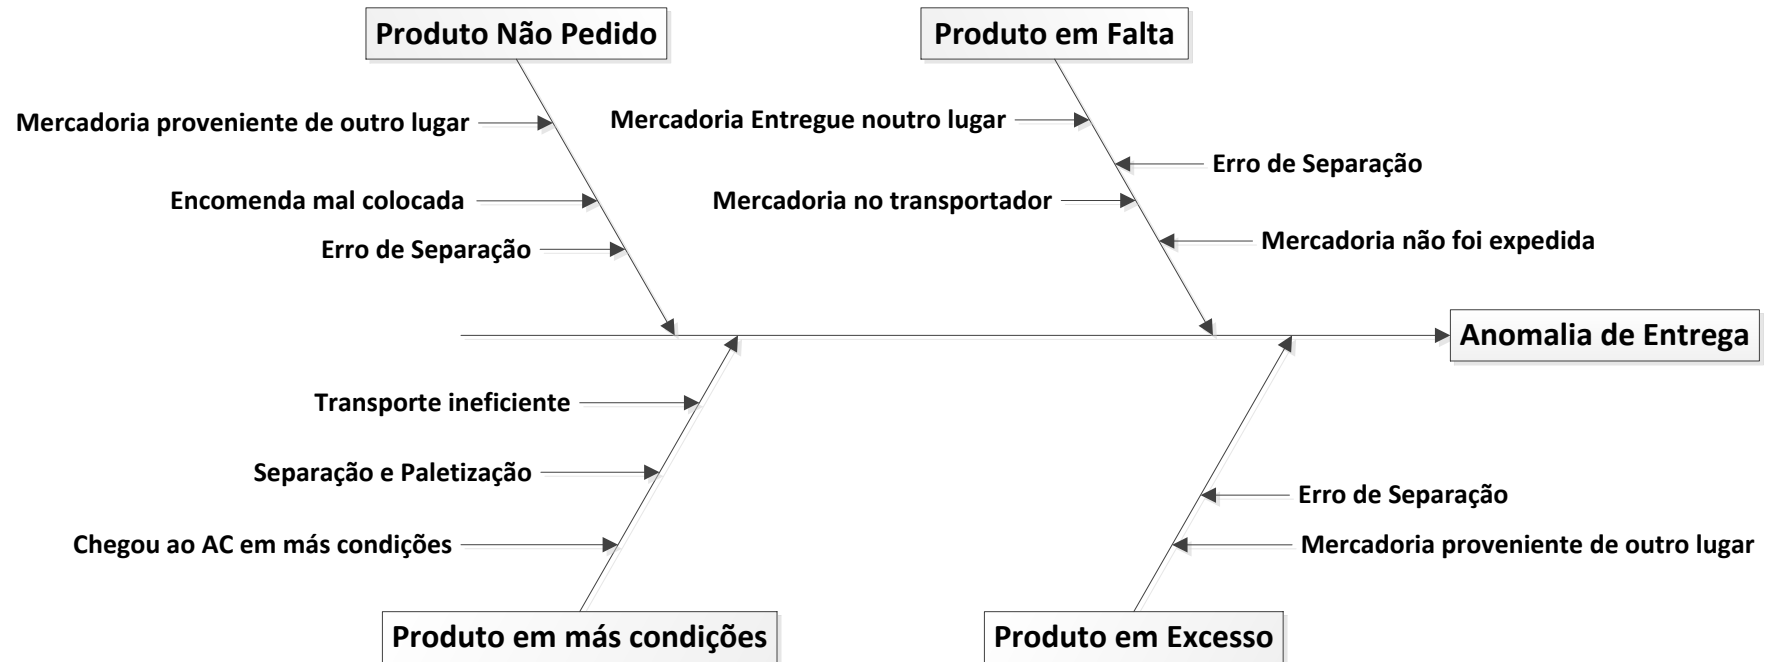 Produto Não Pedido
Produto em Falta
Mercadoria proveniente de outro lugar
Mercadoria Entregue noutro lugar
Erro de Separação
Encomenda mal colocada
Mercadoria no transportador
Erro de Separação
Mercadoria não foi expedida
Anomalia de Entrega
Transporte ineficiente
Separação e Paletização
Erro de Separação
Chegou ao AC em más condições
Mercadoria proveniente de outro lugar
Produto em más condições
Produto em Excesso